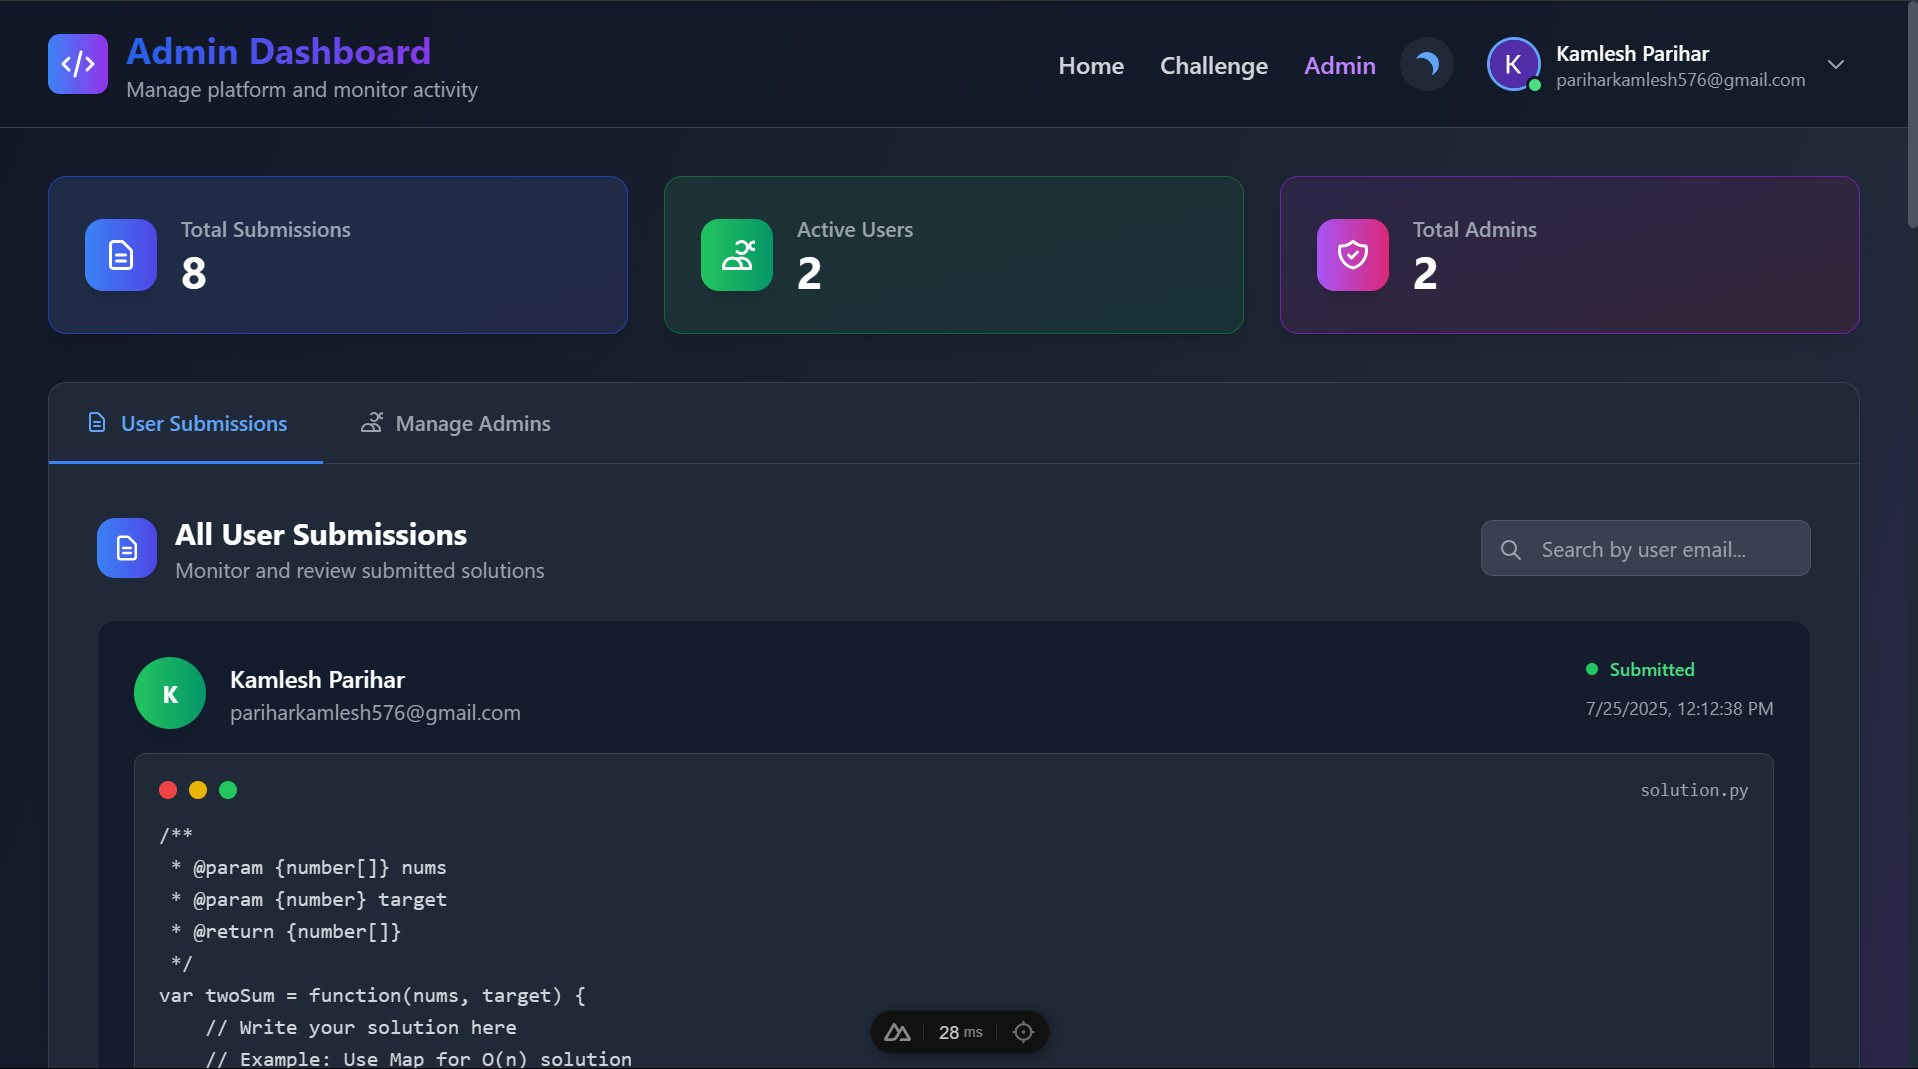 Admin Dashboard
Manage platform and monitor activity
Home
Challenge
Admin
K
Kamlesh Parihar
pariharkamlesh576@gmail.com
Total Submissions
8
Active Users
2
Total Admins
2
User Submissions
Manage Admins
All User Submissions
Monitor and review submitted solutions
Search by user email...
K
Kamlesh Parihar
pariharkamlesh576@gmail.com
Submitted
7/25/2025, 12:12:38 PM
solution.py
/**
 * @param {number[]} nums
 * @param {number} target
 * @return {number[]}
 */
var twoSum = function(nums, target) {
    // Write your solution here
    // Example: Use Map for O(n) solution
28 ms